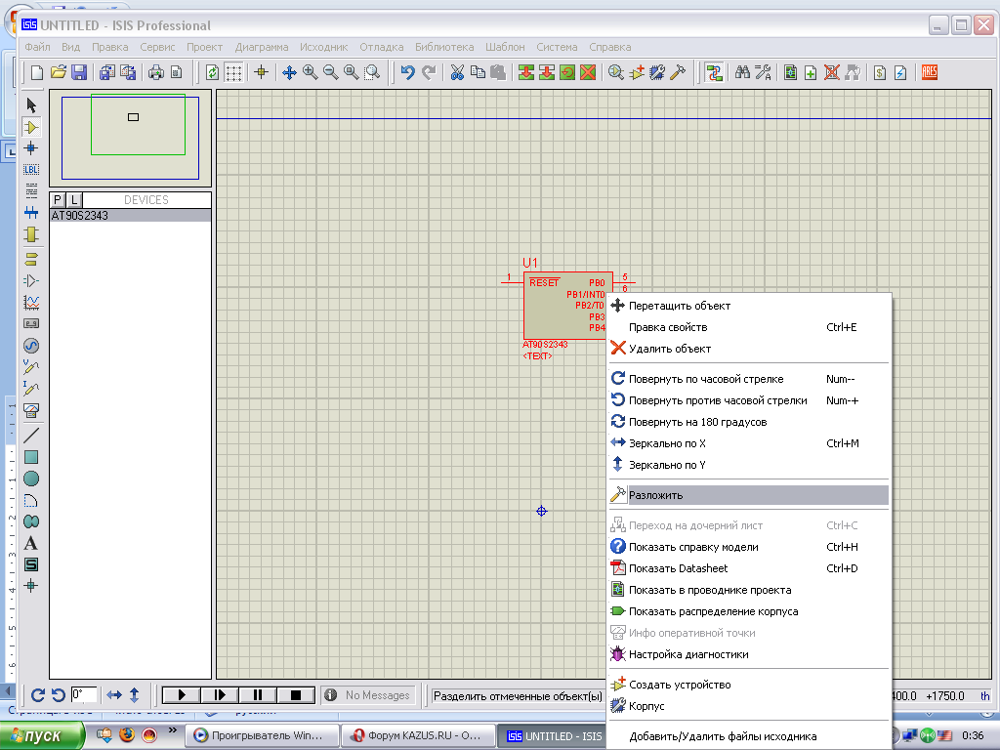 UNTITLED - ISIS Professional
Файл Вид Правка Сервис Проект Диаграмма Исходник Отладка Библиотека Шаблон Система Справка
LBL
ARES
P L DEVICES
AT90S2343
U1
1 RESET PB0 5
PB1/INT0 6
PB2/T0
PB3
PB4
AT90S2343
<TEXT>
Перетащить объект
Правка свойств Ctrl+E
Удалить объект
Повернуть по часовой стрелке Num--
Повернуть против часовой стрелки Num-+
Повернуть на 180 градусов
Зеркально по X Ctrl+M
Зеркально по Y
Разложить
Переход на дочерний лист Ctrl+C
Показать справку модели Ctrl+H
Показать Datasheet Ctrl+D
Показать в проводнике проекта
Показать распределение корпуса
Инфо оперативной точки
Настройка диагностики
Создать устройство
Корпус
Добавить/Удалить файлы исходника
A
S
0° No Messages Разделить отмеченные объект(ы) 400.0 +1750.0 th
пуск Проигрыватель Win... Форум KAZUS.RU - O... UNTITLED - ISIS 0:36